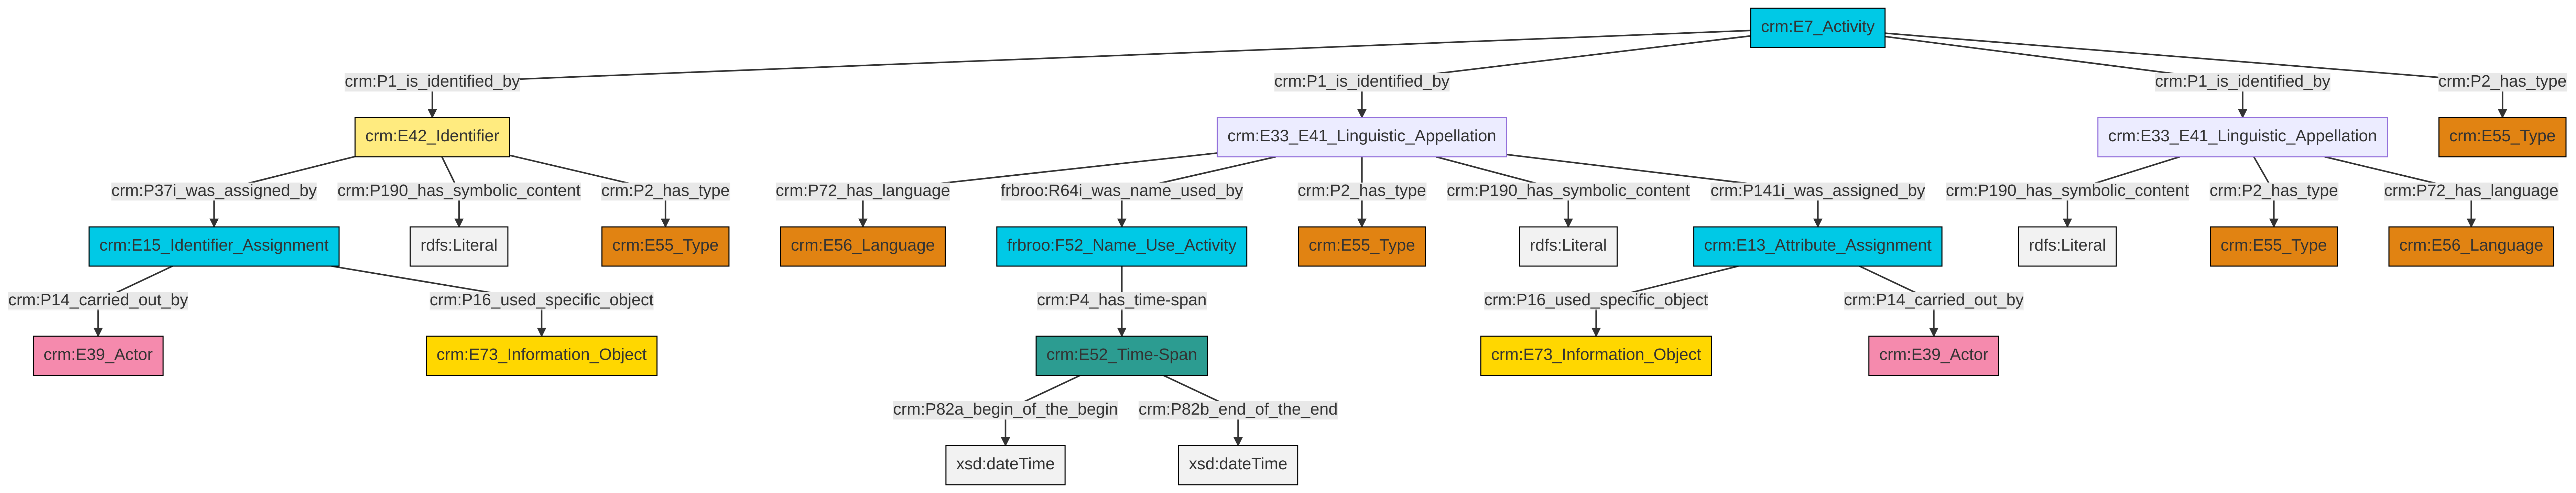 crm:E7_Activity
crm:P1_is_identified_by
crm:P1_is_identified_by
crm:P1_is_identified_by
crm:P2_has_type
crm:E42_Identifier
crm:E33_E41_Linguistic_Appellation
crm:E33_E41_Linguistic_Appellation
crm:E55_Type
crm:P37i_was_assigned_by
crm:P190_has_symbolic_content
crm:P2_has_type
crm:P72_has_language
frbroo:R64i_was_name_used_by
crm:P2_has_type
crm:P190_has_symbolic_content
crm:P141i_was_assigned_by
crm:P190_has_symbolic_content
crm:P2_has_type
crm:P72_has_language
crm:E15_Identifier_Assignment
rdfs:Literal
crm:E55_Type
crm:E56_Language
frbroo:F52_Name_Use_Activity
crm:E55_Type
rdfs:Literal
crm:E13_Attribute_Assignment
rdfs:Literal
crm:E55_Type
crm:E56_Language
crm:P14_carried_out_by
crm:P16_used_specific_object
crm:P4_has_time-span
crm:P16_used_specific_object
crm:P14_carried_out_by
crm:E39_Actor
crm:E73_Information_Object
crm:E52_Time-Span
crm:E73_Information_Object
crm:E39_Actor
crm:P82a_begin_of_the_begin
crm:P82b_end_of_the_end
xsd:dateTime
xsd:dateTime